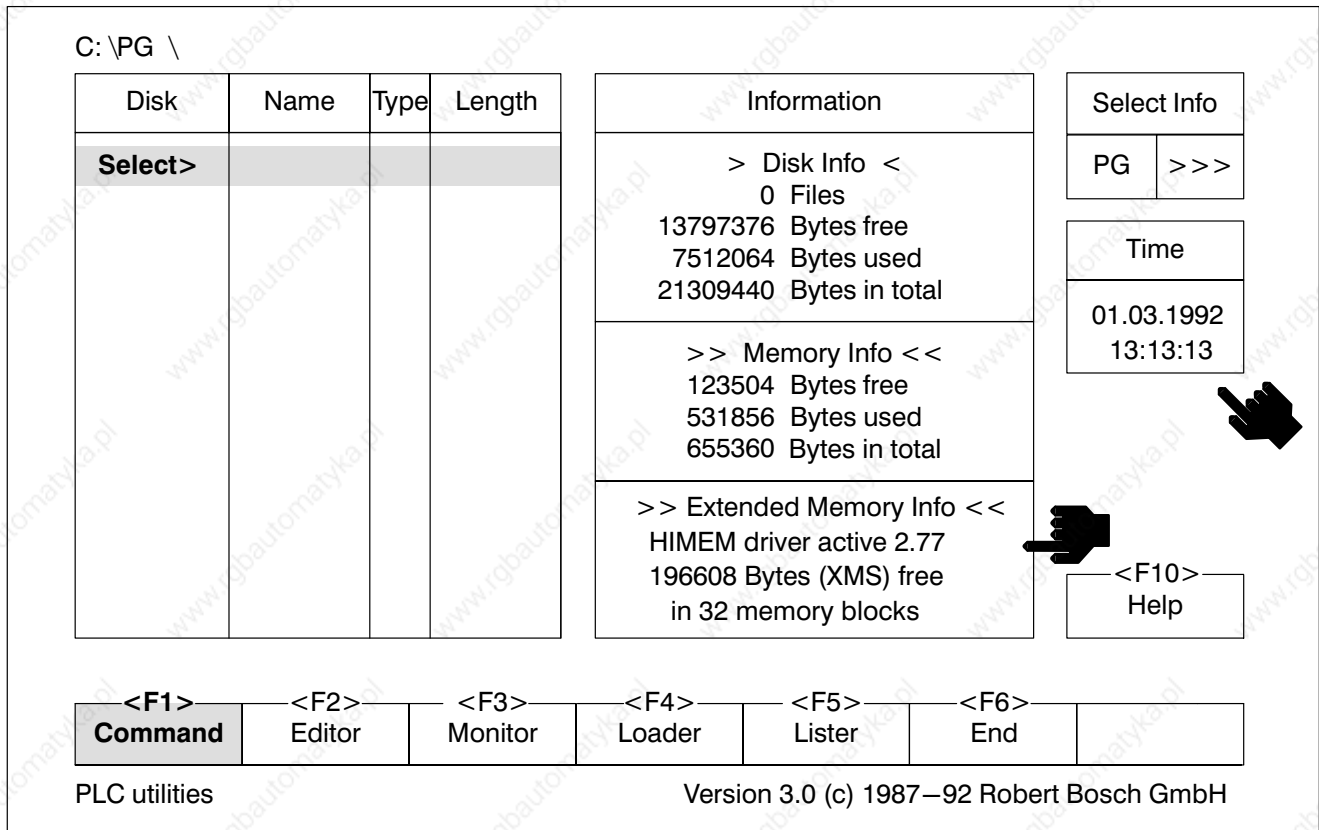 C: \PG \
Disk Name Type Length
Select>
Information
> Disk Info <
0 Files
13797376 Bytes free
7512064 Bytes used
21309440 Bytes in total
>> Memory Info <<
123504 Bytes free
531856 Bytes used
655360 Bytes in total
>> Extended Memory Info <<
HIMEM driver active 2.77
196608 Bytes (XMS) free
in 32 memory blocks
Select Info
PG >>>
Time
01.03.1992
13:13:13
<F10>
Help
<F1> <F2> <F3> <F4> <F5> <F6>
Command Editor Monitor Loader Lister End
PLC utilities Version 3.0 (c) 1987–92 Robert Bosch GmbH
www.rgbautomatyka.pl